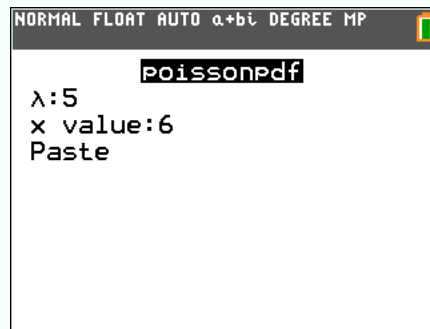 NORMAL FLOAT AUTO a+bi DEGREE MP
poissonpdf
λ:5
x value:6
Paste